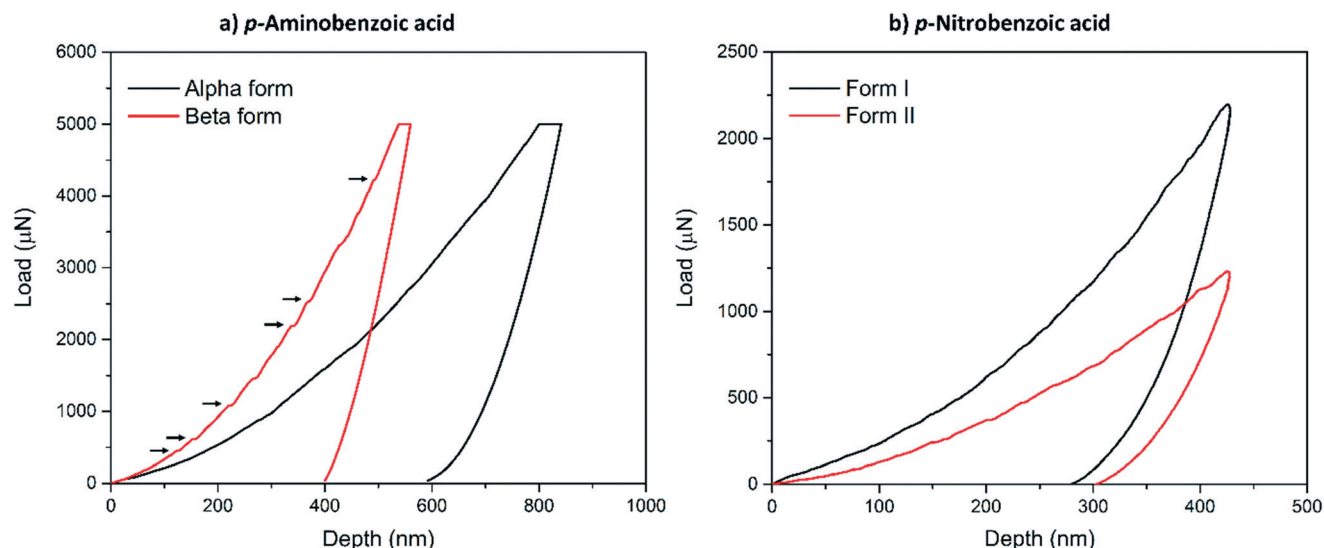 a) p-Aminobenzoic acid
6000
5000
4000
3000
2000
1000
0
Load (μN)
Alpha form
Beta form
0 200 400 600 800 1000
Depth (nm)
b) p-Nitrobenzoic acid
2500
2000
1500
1000
500
0
Load (μN)
Form I
Form II
0 100 200 300 400 500
Depth (nm)